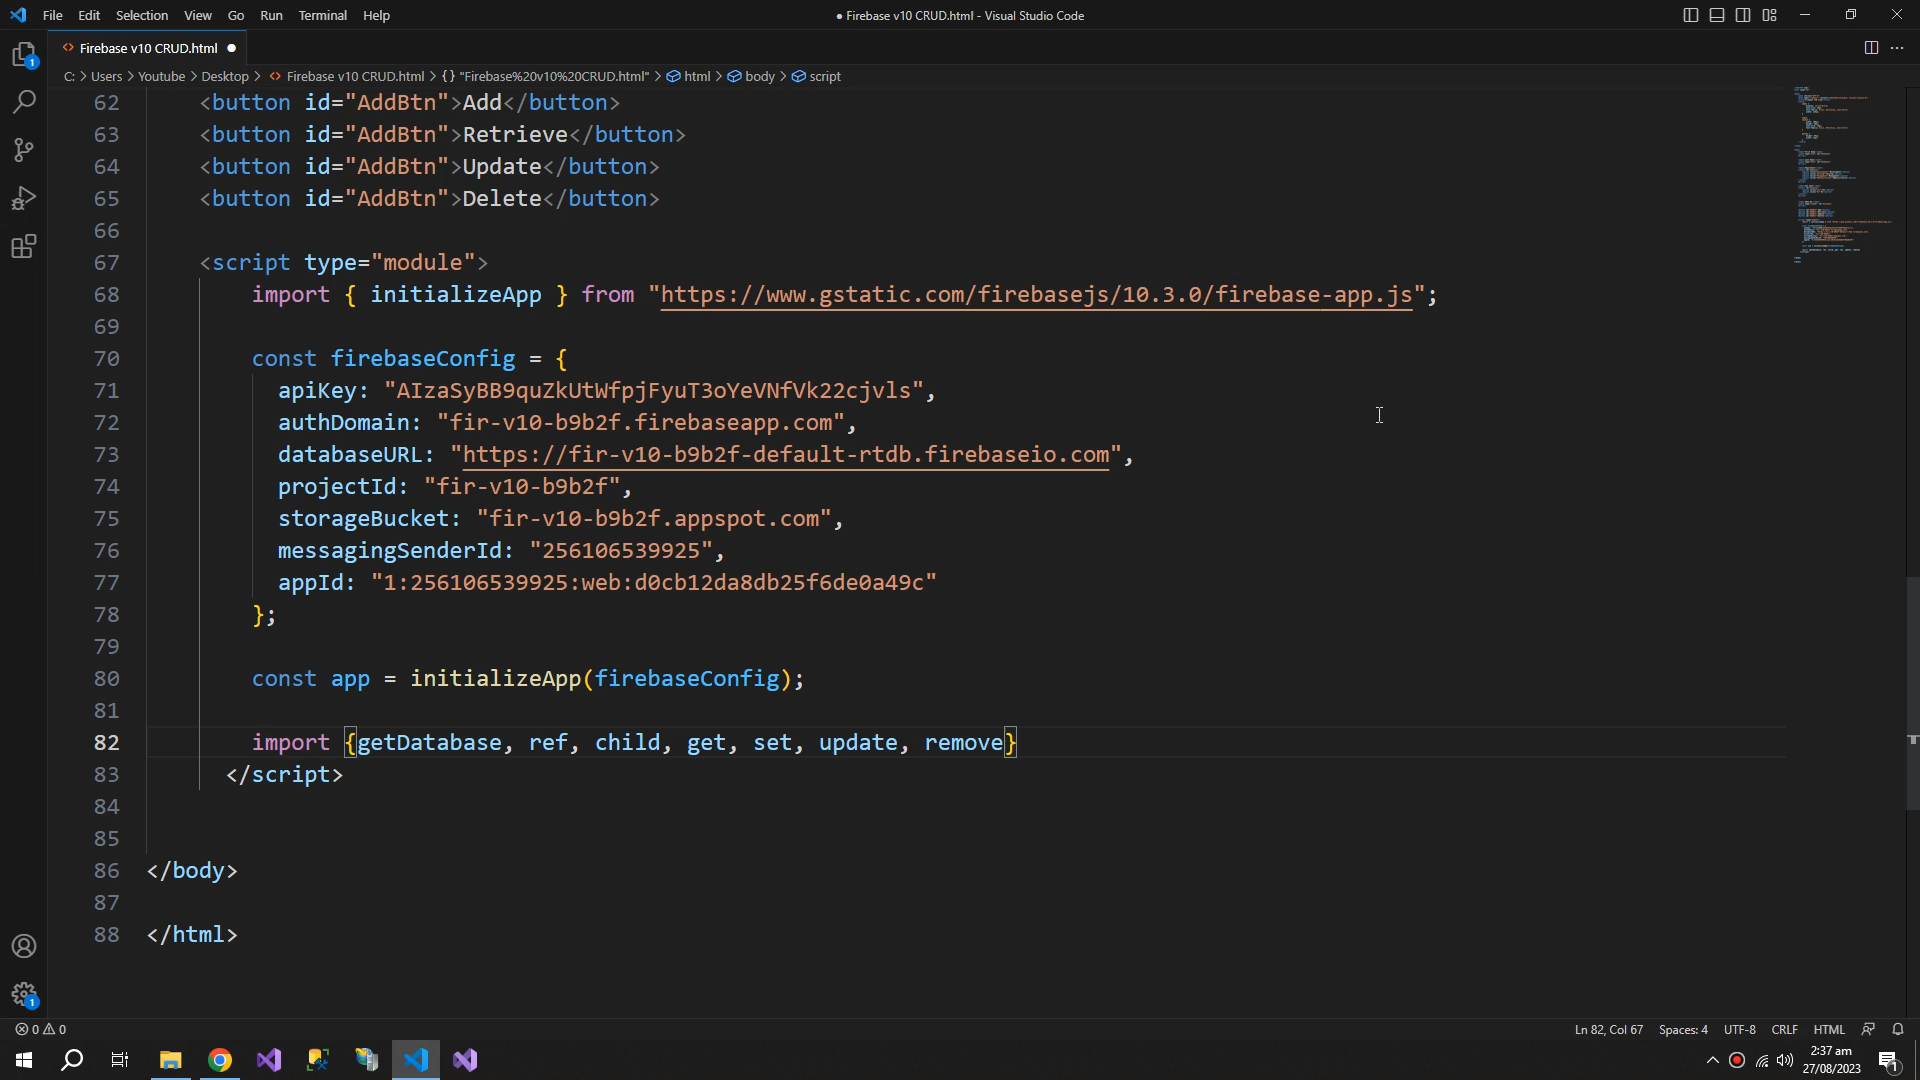 File Edit Selection View Go Run Terminal Help
● Firebase v10 CRUD.html - Visual Studio Code
Firebase v10 CRUD.html ●
C: > Users > Youtube > Desktop > Firebase v10 CRUD.html > {} "Firebase%20v10%20CRUD.html" > html > body > script
62 <button id="AddBtn">Add</button>
63 <button id="AddBtn">Retrieve</button>
64 <button id="AddBtn">Update</button>
65 <button id="AddBtn">Delete</button>
66
67 <script type="module">
68 import { initializeApp } from "https://www.gstatic.com/firebasejs/10.3.0/firebase-app.js";
69
70 const firebaseConfig = {
71 apiKey: "AIzaSyBB9quZkUtWfpjFyuT3oYeVNfVk22cjvls",
72 authDomain: "fir-v10-b9b2f.firebaseapp.com",
73 databaseURL: "https://fir-v10-b9b2f-default-rtdb.firebaseio.com",
74 projectId: "fir-v10-b9b2f",
75 storageBucket: "fir-v10-b9b2f.appspot.com",
76 messagingSenderId: "256106539925",
77 appId: "1:256106539925:web:d0cb12da8db25f6de0a49c"
78 };
79
80 const app = initializeApp(firebaseConfig);
81
82 import {getDatabase, ref, child, get, set, update, remove}
83 </script>
84
85
86 </body>
87
88 </html>
1
1
0 0
Ln 82, Col 67 Spaces: 4 UTF-8 CRLF HTML
2:37 am
27/08/2023
1